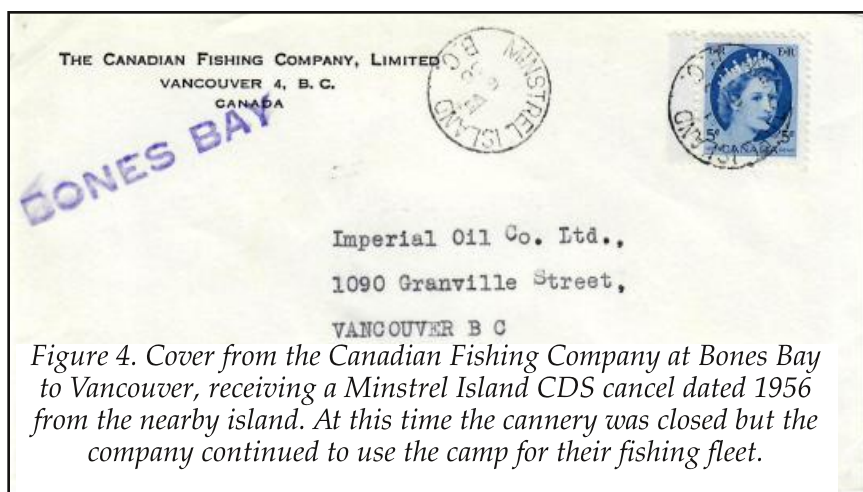 THE CANADIAN FISHING COMPANY, LIMITED
VANCOUVER 4, B. C.
CANADA
BONES BAY
MINSTREL ISLAND
B.C.
E II R
5¢ 5¢
CANADA
ISLAND
Imperial Oil Co. Ltd.,
1090 Granville Street,
VANCOUVER B C
Figure 4. Cover from the Canadian Fishing Company at Bones Bay
to Vancouver, receiving a Minstrel Island CDS cancel dated 1956
from the nearby island. At this time the cannery was closed but the
company continued to use the camp for their fishing fleet.